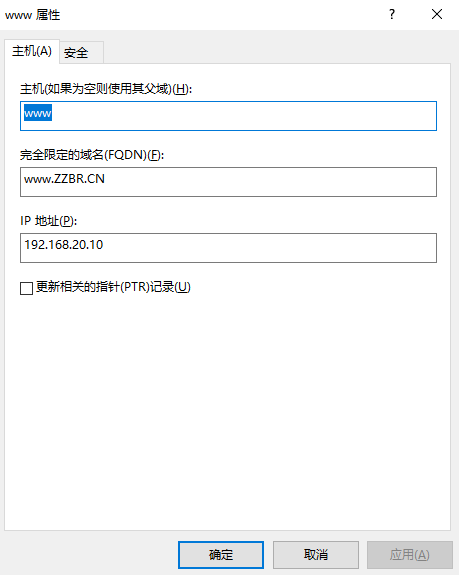 www 属性
?
主机(A) 安全
主机(如果为空则使用其父域)(H):
www
完全限定的域名(FQDN)(F):
www.ZZBR.CN
IP 地址(P):
192.168.20.10
更新相关的指针(PTR)记录(U)
确定 取消 应用(A)